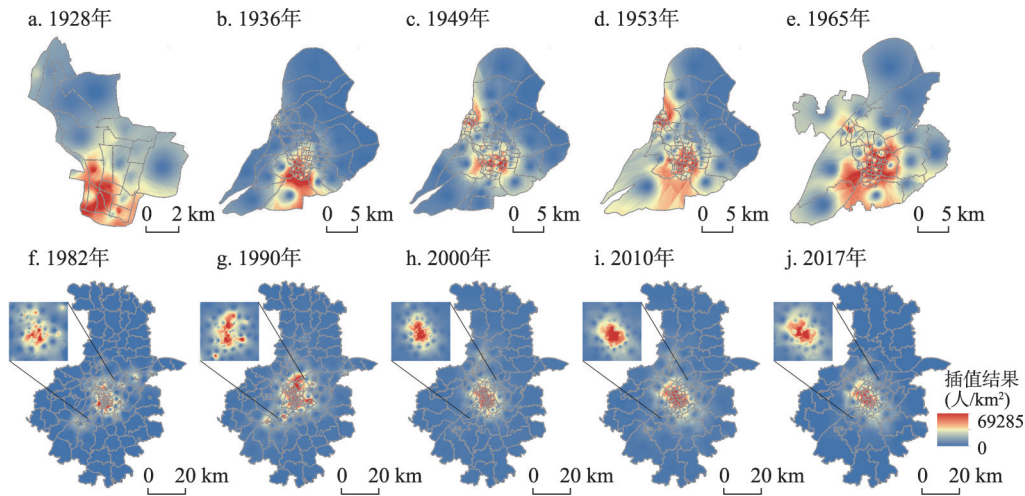 a. 1928年
b. 1936年
c. 1949年
d. 1953年
e. 1965年
0 2 km
0 5 km
0 5 km
0 5 km
0 5 km
f. 1982年
g. 1990年
h. 2000年
i. 2010年
j. 2017年
插值结果
(人/km²)
69285
0
0 20 km
0 20 km
0 20 km
0 20 km
0 20 km